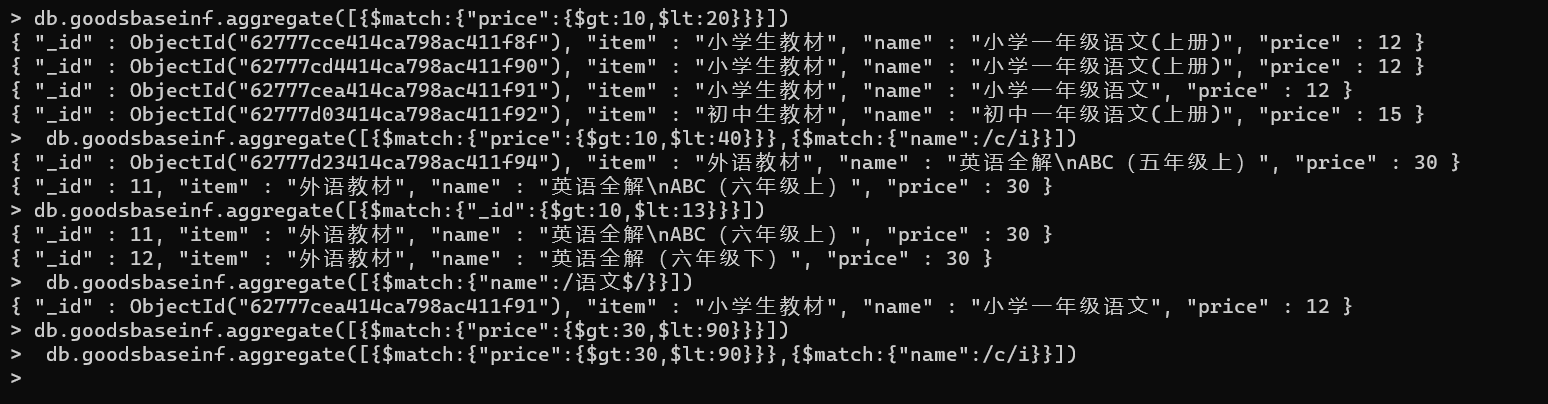 > db.goodsbaseinf.aggregate([{$match:{"price":{$gt:10,$lt:20}}}])
{ "_id" : ObjectId("62777cce414ca798ac411f8f"), "item" : "小学生教材", "name" : "小学一年级语文(上册)", "price" : 12 }
{ "_id" : ObjectId("62777cd4414ca798ac411f90"), "item" : "小学生教材", "name" : "小学一年级语文(上册)", "price" : 12 }
{ "_id" : ObjectId("62777cea414ca798ac411f91"), "item" : "小学生教材", "name" : "小学一年级语文", "price" : 12 }
{ "_id" : ObjectId("62777d03414ca798ac411f92"), "item" : "初中生教材", "name" : "初中一年级语文(上册)", "price" : 15 }
>  db.goodsbaseinf.aggregate([{$match:{"price":{$gt:10,$lt:40}}},{$match:{"name":/c/i}}])
{ "_id" : ObjectId("62777d23414ca798ac411f94"), "item" : "外语教材", "name" : "英语全解\nABC（五年级上）", "price" : 30 }
{ "_id" : 11, "item" : "外语教材", "name" : "英语全解\nABC（六年级上）", "price" : 30 }
> db.goodsbaseinf.aggregate([{$match:{"_id":{$gt:10,$lt:13}}}])
{ "_id" : 11, "item" : "外语教材", "name" : "英语全解\nABC（六年级上）", "price" : 30 }
{ "_id" : 12, "item" : "外语教材", "name" : "英语全解（六年级下）", "price" : 30 }
>  db.goodsbaseinf.aggregate([{$match:{"name":/语文$/}}])
{ "_id" : ObjectId("62777cea414ca798ac411f91"), "item" : "小学生教材", "name" : "小学一年级语文", "price" : 12 }
> db.goodsbaseinf.aggregate([{$match:{"price":{$gt:30,$lt:90}}}])
>  db.goodsbaseinf.aggregate([{$match:{"price":{$gt:30,$lt:90}}},{$match:{"name":/c/i}}])
>